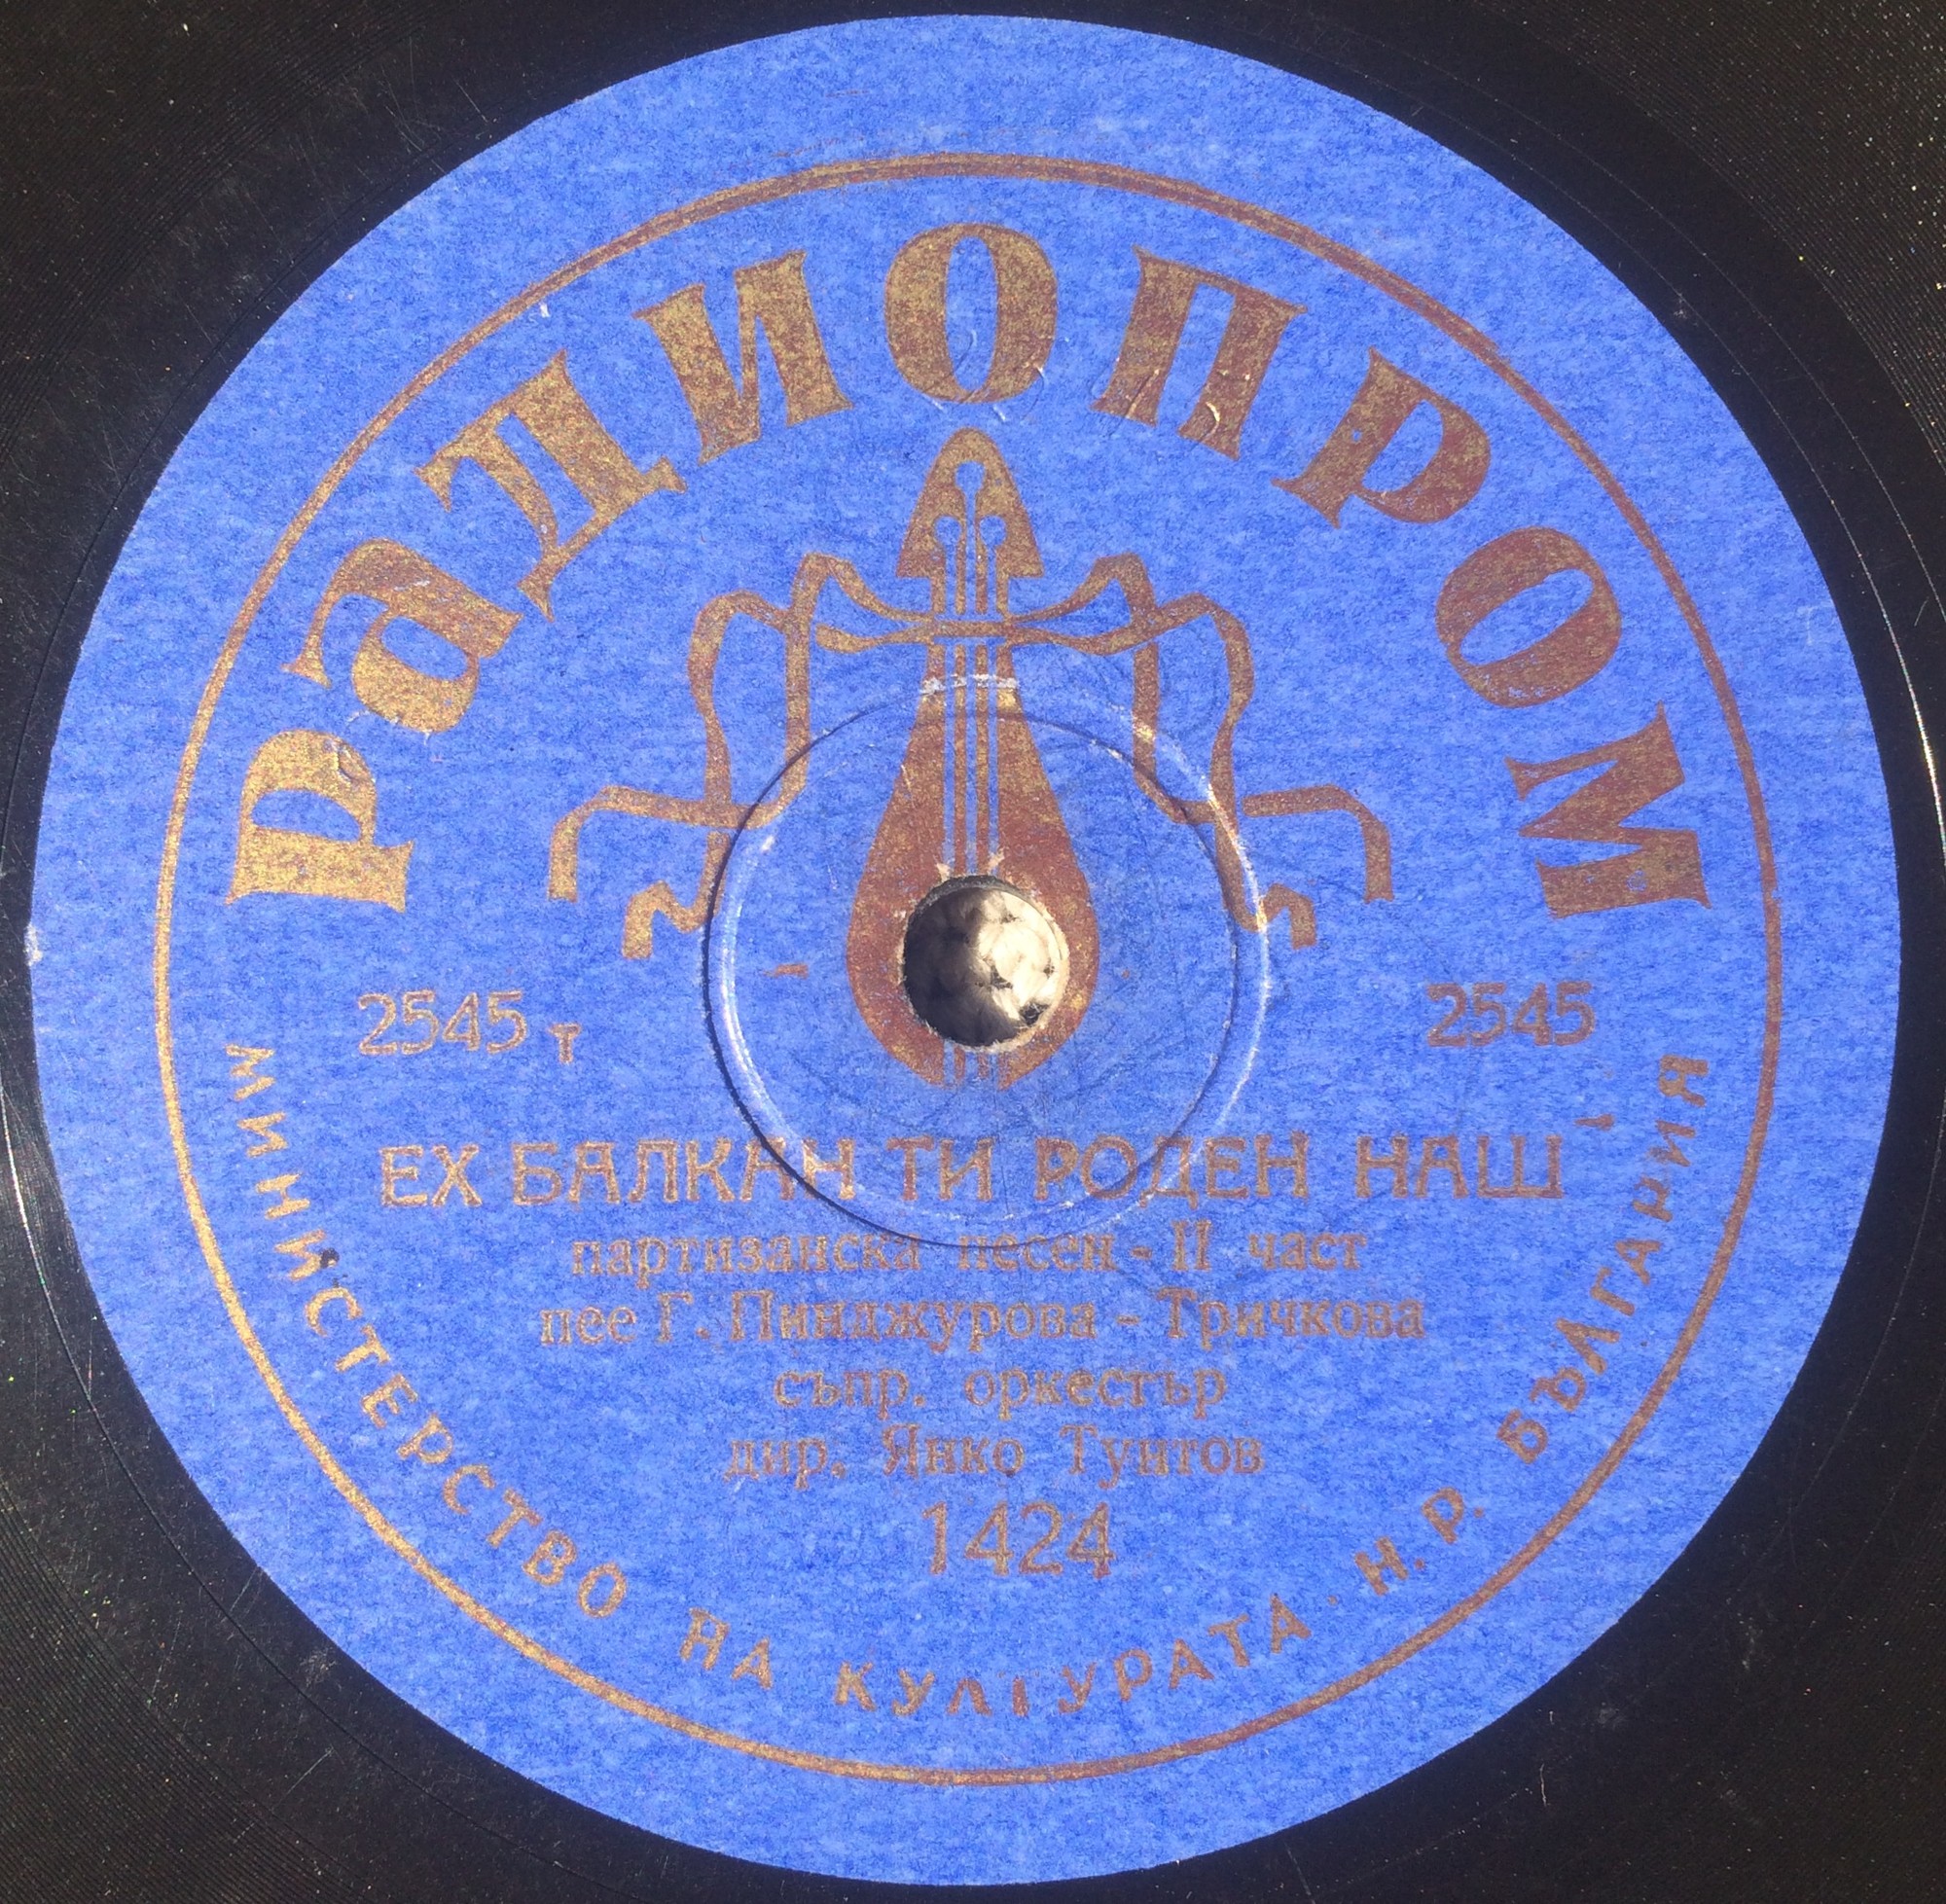 РАДИОПРОМ
2545 т
2545
ЕХ БАЛКАН ТИ РОДЕН НАШ
партизанска песен - II част
пее Г. Пинджурова - Тричкова
съпр. оркестър
дир. Янко Тунтов
1424
МИНИСТЕРСТВО НА КУЛТУРАТА · Н. Р. БЪЛГАРИЯ